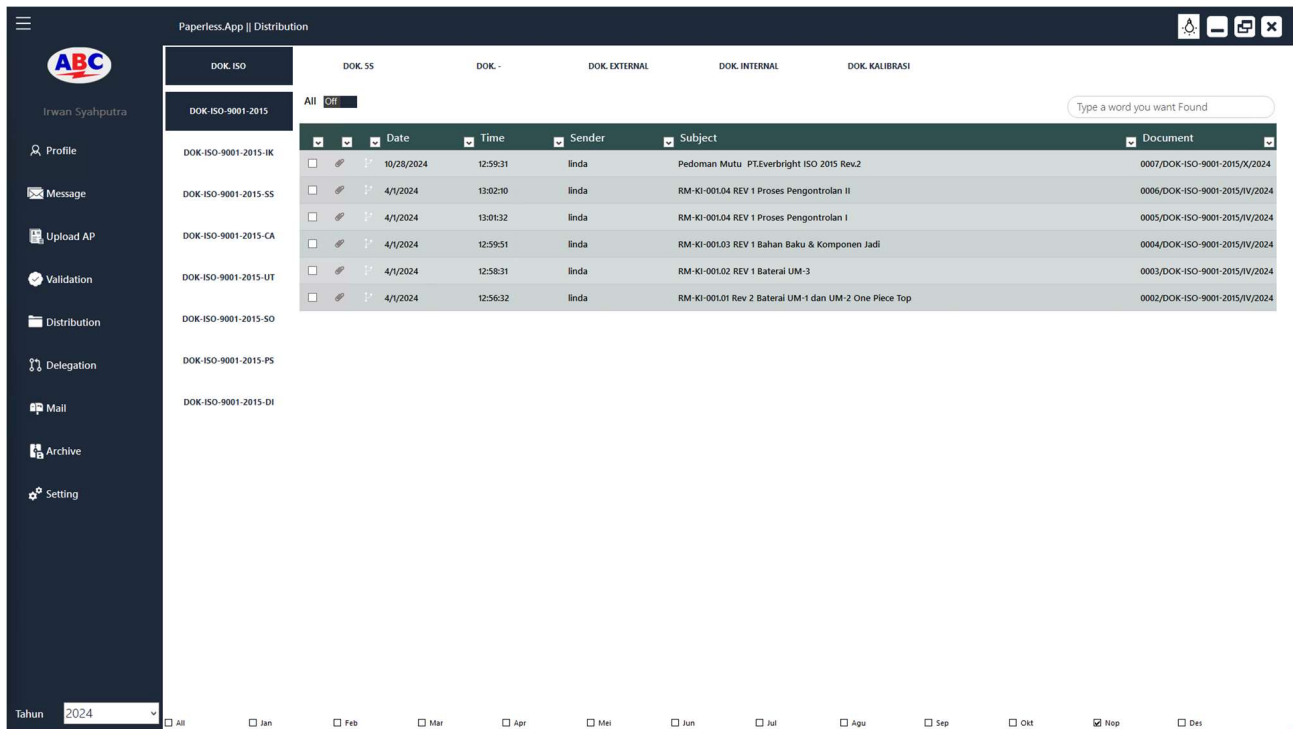 Paperless.App || Distribution
ABC
Irwan Syahputra
Profile
Message
Upload AP
Validation
Distribution
Delegation
Mail
Archive
Setting
Tahun 2024
DOK. ISO DOK. 5S DOK. - DOK. EXTERNAL DOK. INTERNAL DOK. KALIBRASI
DOK-ISO-9001-2015
DOK-ISO-9001-2015-IK
DOK-ISO-9001-2015-SS
DOK-ISO-9001-2015-CA
DOK-ISO-9001-2015-UT
DOK-ISO-9001-2015-SO
DOK-ISO-9001-2015-PS
DOK-ISO-9001-2015-DI
All Off Type a word you want Found
Date Time Sender Subject Document
10/28/2024 12:59:31 linda Pedoman Mutu PT.Everbright ISO 2015 Rev.2 0007/DOK-ISO-9001-2015/X/2024
4/1/2024 13:02:10 linda RM-KI-001.04 REV 1 Proses Pengontrolan II 0006/DOK-ISO-9001-2015/IV/2024
4/1/2024 13:01:32 linda RM-KI-001.04 REV 1 Proses Pengontrolan I 0005/DOK-ISO-9001-2015/IV/2024
4/1/2024 12:59:51 linda RM-KI-001.03 REV 1 Bahan Baku & Komponen Jadi 0004/DOK-ISO-9001-2015/IV/2024
4/1/2024 12:58:31 linda RM-KI-001.02 REV 1 Baterai UM-3 0003/DOK-ISO-9001-2015/IV/2024
4/1/2024 12:56:32 linda RM-KI-001.01 Rev 2 Baterai UM-1 dan UM-2 One Piece Top 0002/DOK-ISO-9001-2015/IV/2024
All Jan Feb Mar Apr Mei Jun Jul Agu Sep Okt Nop Des